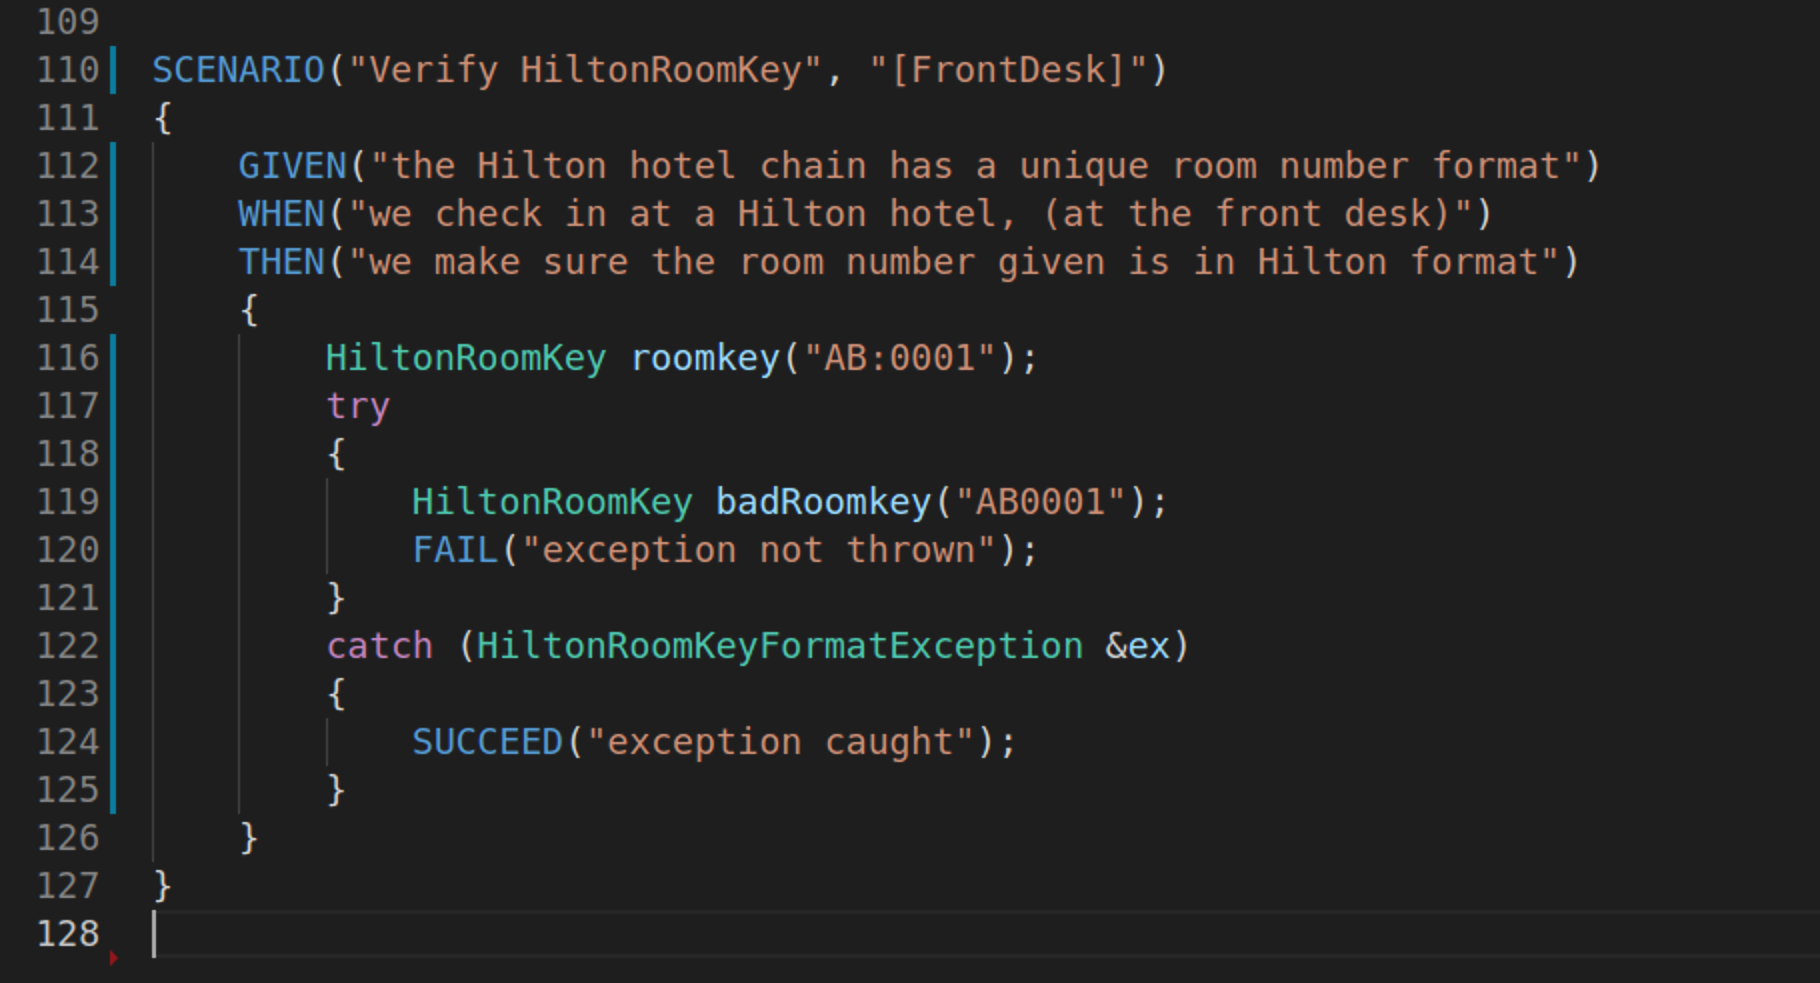 109
110 SCENARIO("Verify HiltonRoomKey", "[FrontDesk]")
111 {
112     GIVEN("the Hilton hotel chain has a unique room number format")
113     WHEN("we check in at a Hilton hotel, (at the front desk)")
114     THEN("we make sure the room number given is in Hilton format")
115     {
116         HiltonRoomKey roomkey("AB:0001");
117         try
118         {
119             HiltonRoomKey badRoomkey("AB0001");
120             FAIL("exception not thrown");
121         }
122         catch (HiltonRoomKeyFormatException &ex)
123         {
124             SUCCEED("exception caught");
125         }
126     }
127 }
128